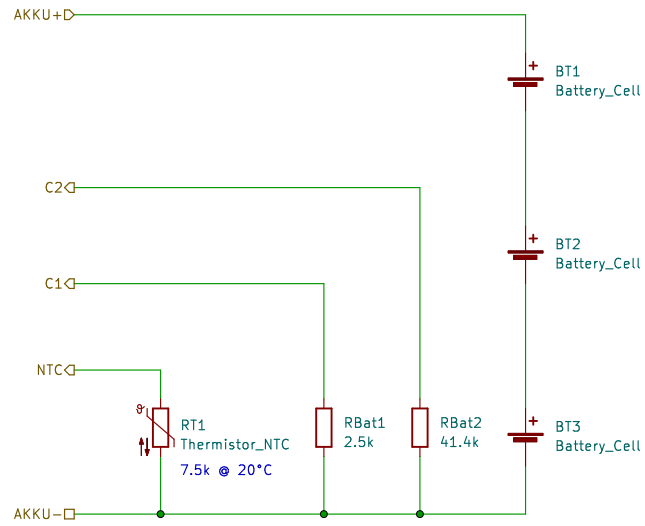 AKKU+
+
BT1
Battery_Cell
C2
+
BT2
Battery_Cell
C1
NTC
ϑ
RT1
Thermistor_NTC
7.5k @ 20°C
RBat1
2.5k
RBat2
41.4k
+
BT3
Battery_Cell
AKKU-